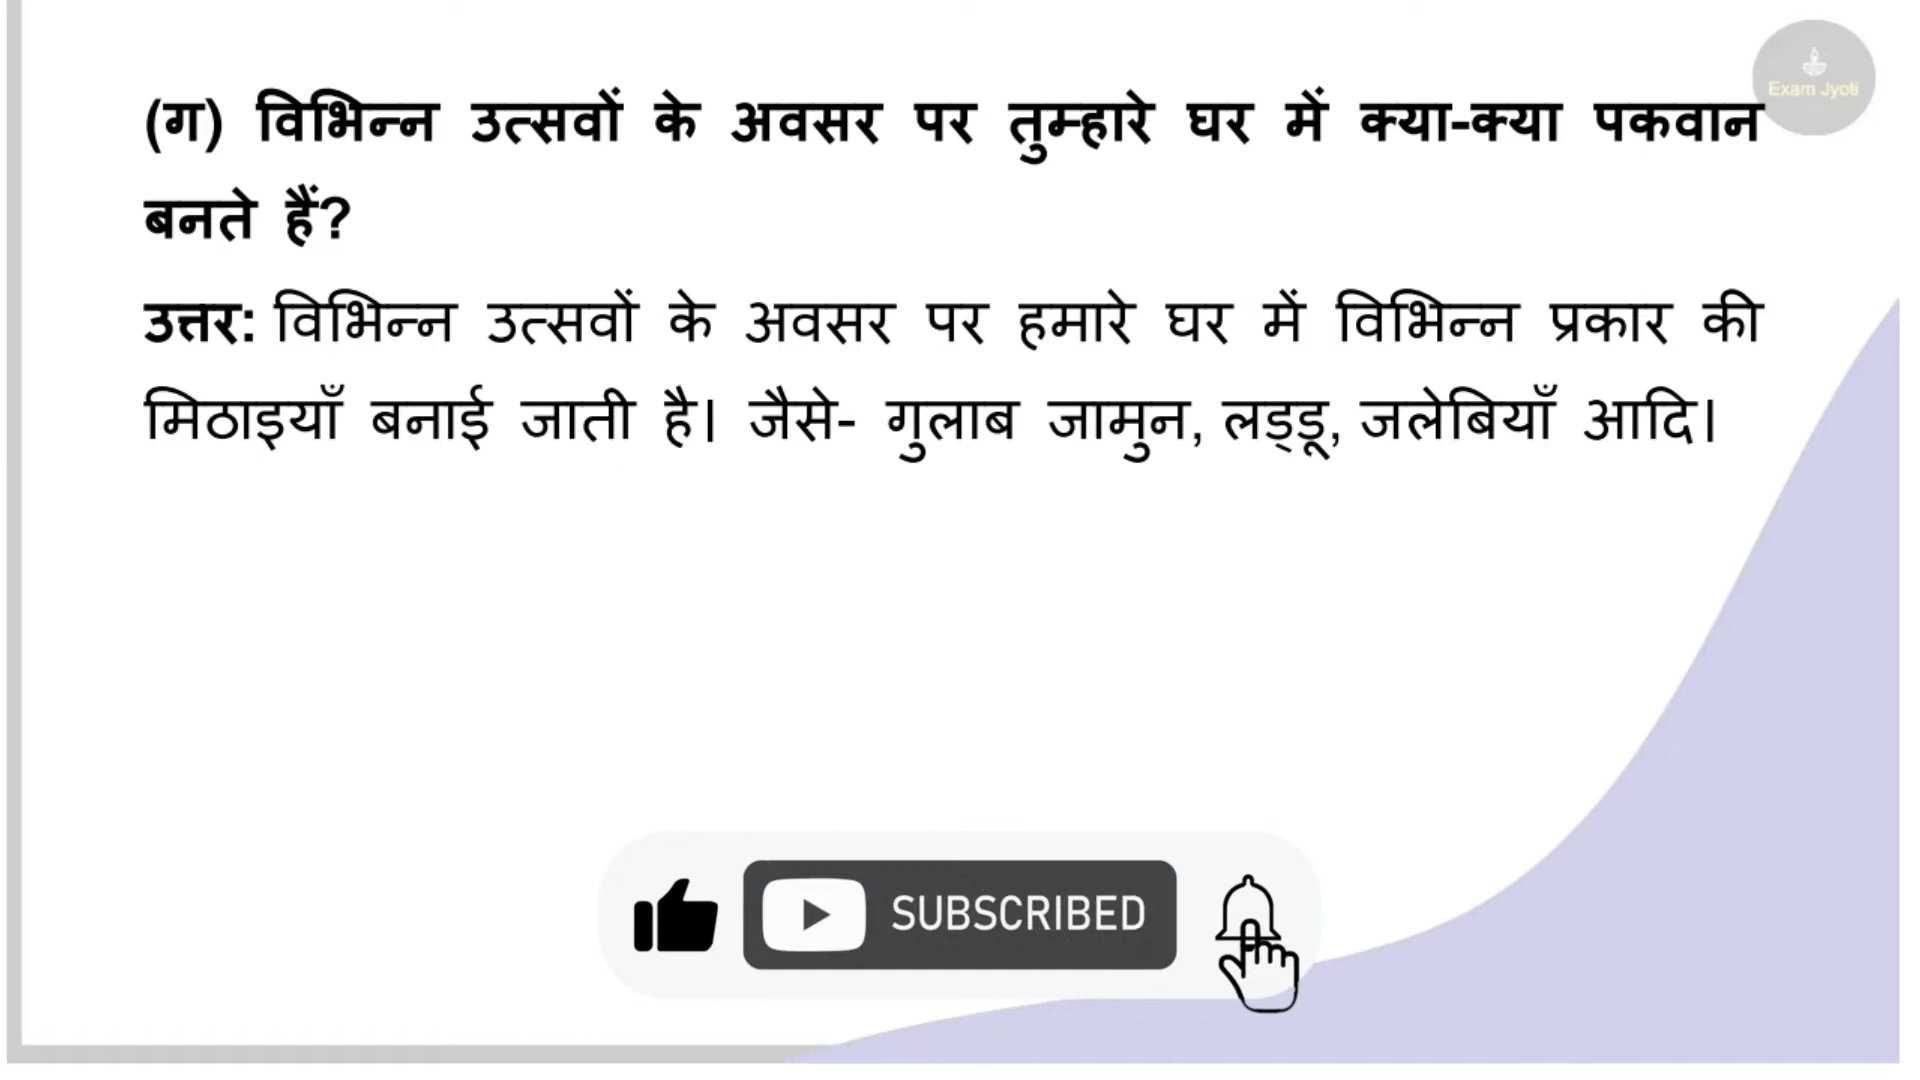 Exam Jyoti
(ग) विभिन्न उत्सवों के अवसर पर तुम्हारे घर में क्या-क्या पकवान
बनते हैं?
उत्तर: विभिन्न उत्सवों के अवसर पर हमारे घर में विभिन्न प्रकार की
मिठाइयाँ बनाई जाती है। जैसे- गुलाब जामुन, लड्डू, जलेबियाँ आदि।
SUBSCRIBED